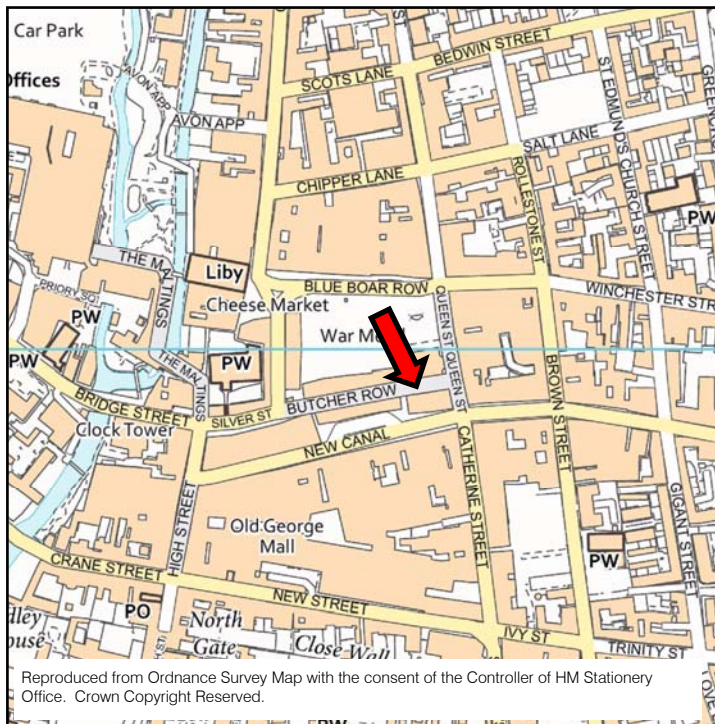 Car Park
Offices
AVON APP
AVON APP
SCOTS LANE
BEDWIN STREET
ST EDMUND'S CHURCH STREET
SALT LANE
CHIPPER LANE
ROLLESTONE ST
PW
THE MALTINGS
Liby
BLUE BOAR ROW
WINCHESTER STR
PRIORY SQ
Cheese Market
QUEEN ST
PW
War M
PW
PW
THE MALTINGS
QUEEN ST
BROWN STREET
BRIDGE STREET
SILVER ST
BUTCHER ROW
Clock Tower
NEW CANAL
CATHERINE STREET
HIGH STREET
GIGANT STREET
Old George
Mall
PW
CRANE STREET
NEW STREET
PO
North
Gate
Close Wall
IVY ST
TRINITY ST
Reproduced from Ordnance Survey Map with the consent of the Controller of HM Stationery
Office. Crown Copyright Reserved.